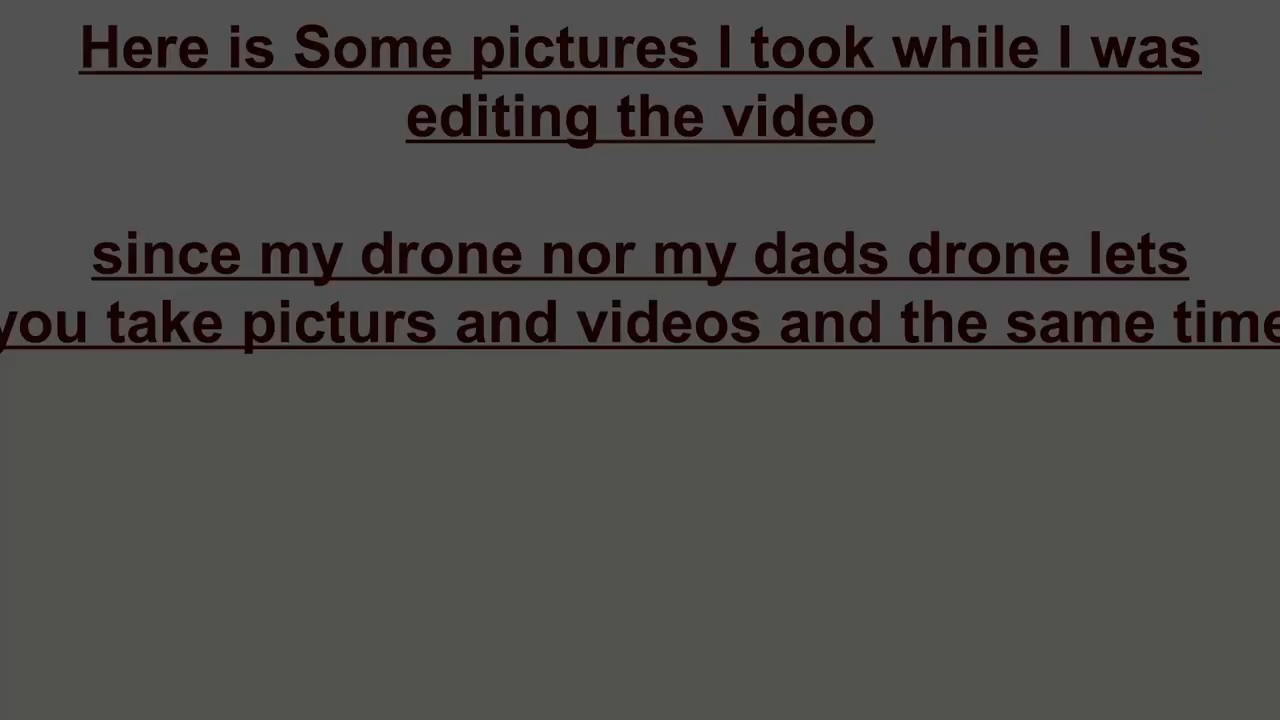 Here is Some pictures I took while I was
editing the video
since my drone nor my dads drone lets
you take picturs and videos and the same time